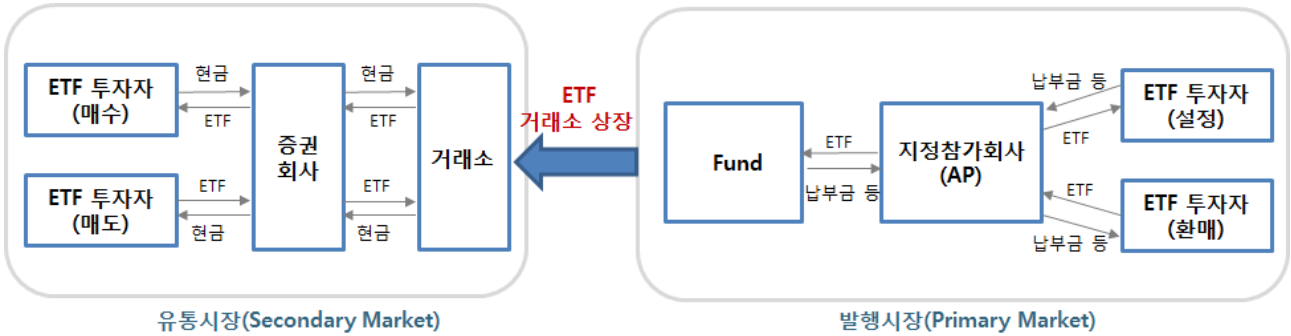 ETF 투자자
(매수)
현금
ETF
ETF 투자자
(매도)
ETF
현금
증권
회사
현금
ETF
ETF
현금
거래소
ETF
거래소 상장
Fund
ETF
납부금 등
지정참가회사
(AP)
납부금 등
ETF
ETF 투자자
(설정)
ETF
납부금 등
ETF 투자자
(환매)
유통시장(Secondary Market)
발행시장(Primary Market)